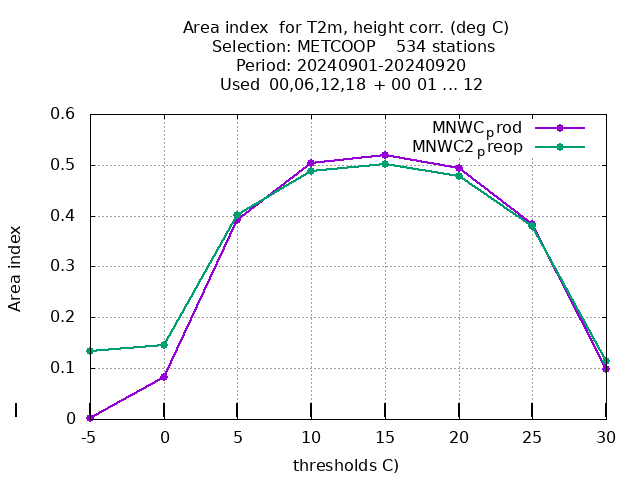 Area index  for T2m, height corr. (deg C)
Selection: METCOOP    534 stations
Period: 20240901-20240920
Used  00,06,12,18  + 00 01 ... 12
MNWCprod
MNWC2preop
0.6
0.5
0.4
0.3
0.2
0.1
0
Area index
-5 0 5 10 15 20 25 30
thresholds C)